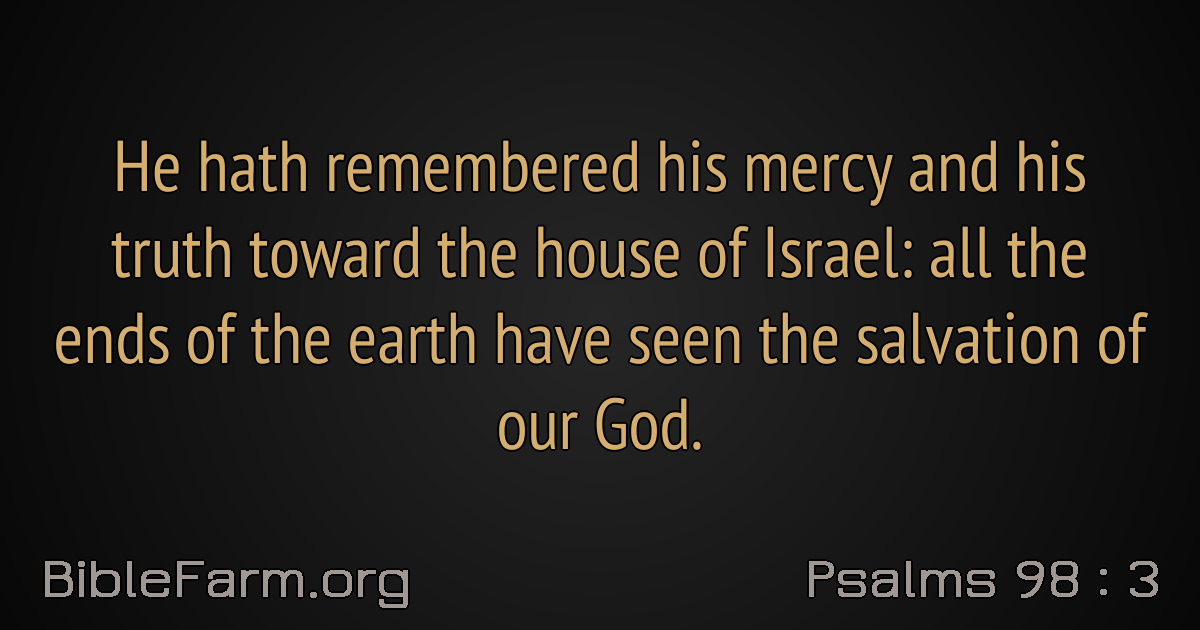 He hath remembered his mercy and his
truth toward the house of Israel: all the
ends of the earth have seen the salvation of
our God.
BibleFarm.org
Psalms 98 : 3